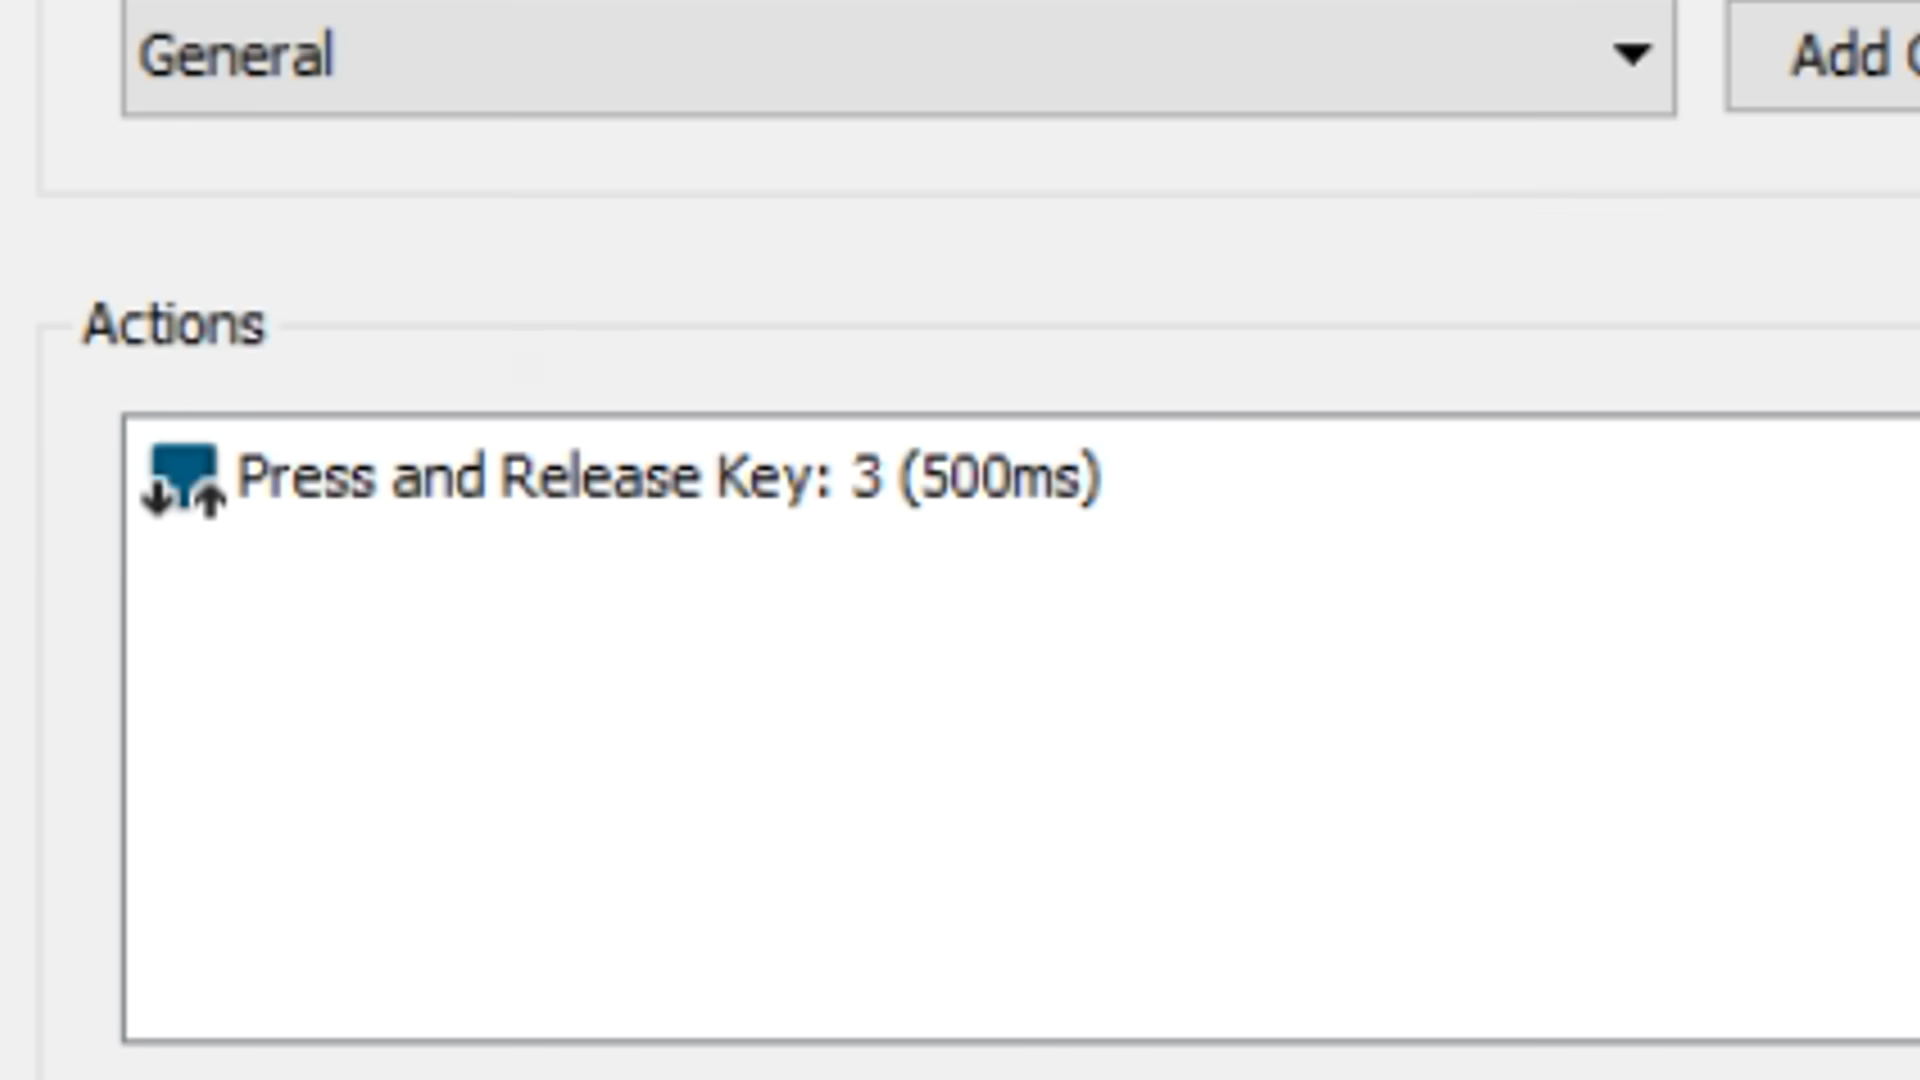 General
Add
Actions
Press and Release Key: 3 (500ms)